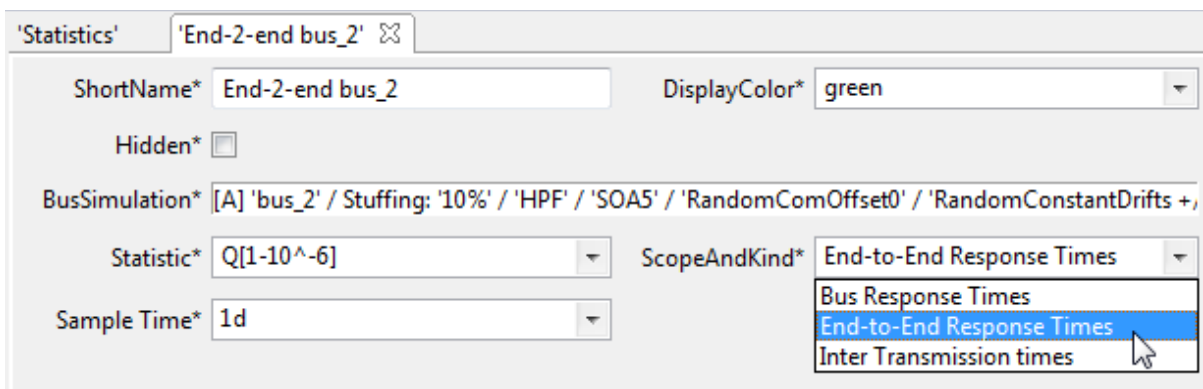 'Statistics' 'End-2-end bus_2'
ShortName* End-2-end bus_2 DisplayColor* green
Hidden*
BusSimulation* [A] 'bus_2' / Stuffing: '10%' / 'HPF' / 'SOA5' / 'RandomComOffset0' / 'RandomConstantDrifts +/
Statistic* Q[1-10^-6] ScopeAndKind* End-to-End Response Times
Bus Response Times
Sample Time* 1d End-to-End Response Times
Inter Transmission times